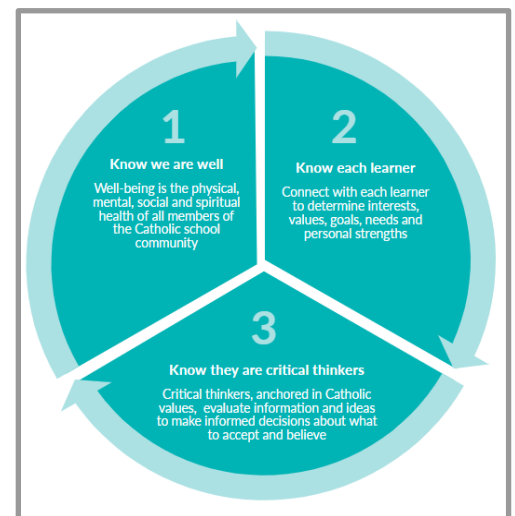 1
Know we are well
Well-being is the physical,
mental, social and spiritual
health of all members of
the Catholic school
community
2
Know each learner
Connect with each learner
to determine interests,
values, goals, needs and
personal strengths
3
Know they are critical thinkers
Critical thinkers, anchored in Catholic
values, evaluate information and ideas
to make informed decisions about what
to accept and believe